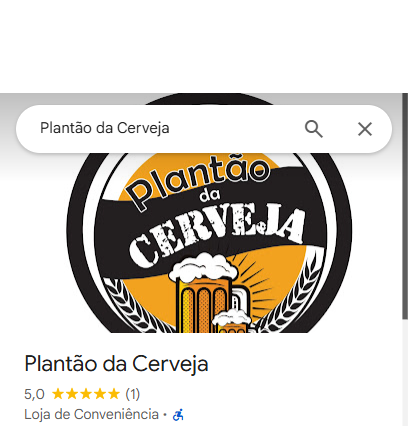 Plantão da Cerveja
Plantão
da
CERVEJA
Plantão da Cerveja
5,0 (1)
Loja de Conveniência ·